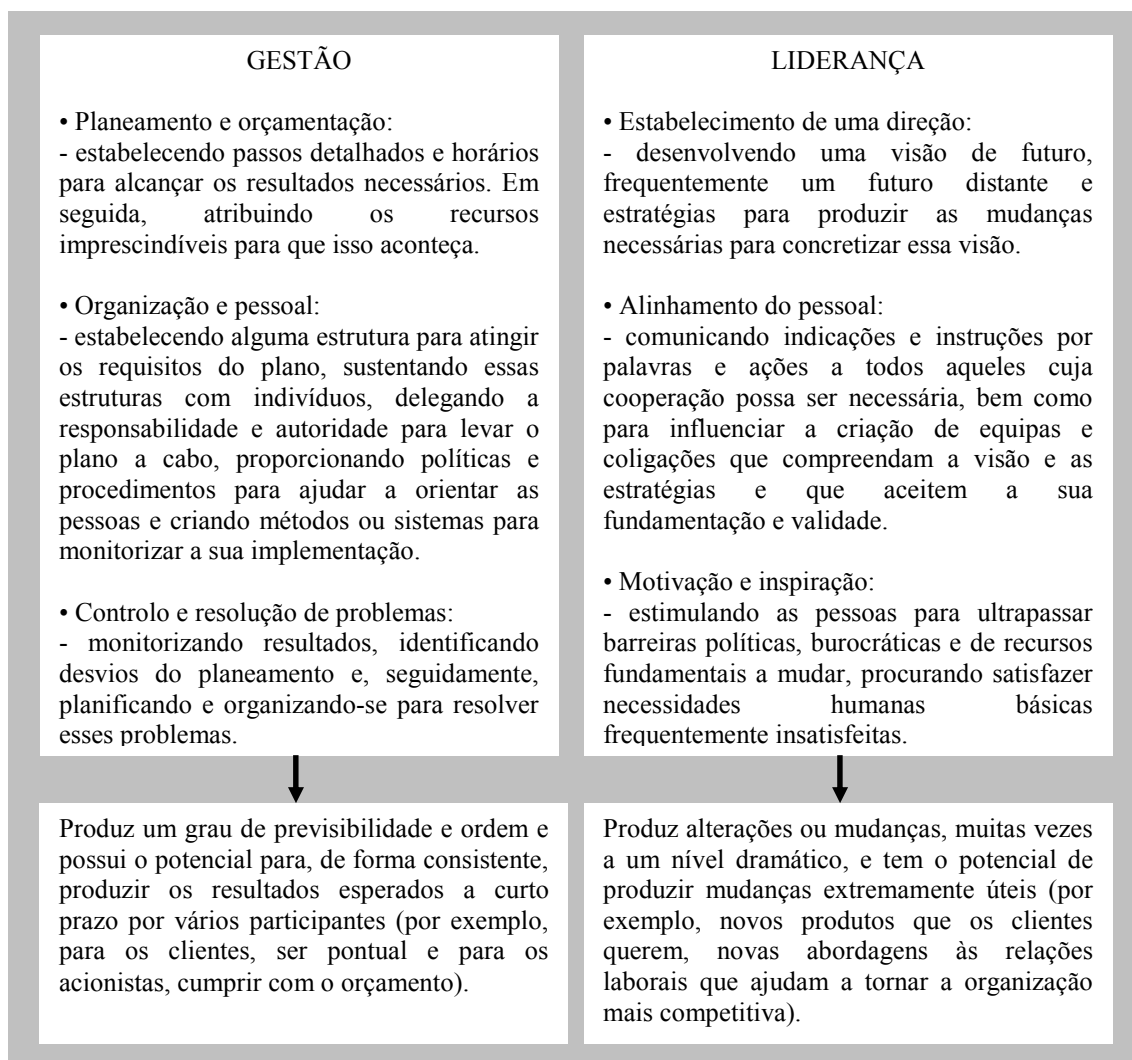 GESTÃO
• Planeamento e orçamentação:
- estabelecendo passos detalhados e horários
para alcançar os resultados necessários. Em
seguida, atribuindo os recursos
imprescindíveis para que isso aconteça.
• Organização e pessoal:
- estabelecendo alguma estrutura para atingir
os requisitos do plano, sustentando essas
estruturas com indivíduos, delegando a
responsabilidade e autoridade para levar o
plano a cabo, proporcionando políticas e
procedimentos para ajudar a orientar as
pessoas e criando métodos ou sistemas para
monitorizar a sua implementação.
• Controlo e resolução de problemas:
- monitorizando resultados, identificando
desvios do planeamento e, seguidamente,
planificando e organizando-se para resolver
esses problemas.
LIDERANÇA
• Estabelecimento de uma direção:
- desenvolvendo uma visão de futuro,
frequentemente um futuro distante e
estratégias para produzir as mudanças
necessárias para concretizar essa visão.
• Alinhamento do pessoal:
- comunicando indicações e instruções por
palavras e ações a todos aqueles cuja
cooperação possa ser necessária, bem como
para influenciar a criação de equipas e
coligações que compreendam a visão e as
estratégias e que aceitem a sua
fundamentação e validade.
• Motivação e inspiração:
- estimulando as pessoas para ultrapassar
barreiras políticas, burocráticas e de recursos
fundamentais a mudar, procurando satisfazer
necessidades humanas básicas
frequentemente insatisfeitas.
Produz um grau de previsibilidade e ordem e
possui o potencial para, de forma consistente,
produzir os resultados esperados a curto
prazo por vários participantes (por exemplo,
para os clientes, ser pontual e para os
acionistas, cumprir com o orçamento).
Produz alterações ou mudanças, muitas vezes
a um nível dramático, e tem o potencial de
produzir mudanças extremamente úteis (por
exemplo, novos produtos que os clientes
querem, novas abordagens às relações
laborais que ajudam a tornar a organização
mais competitiva).